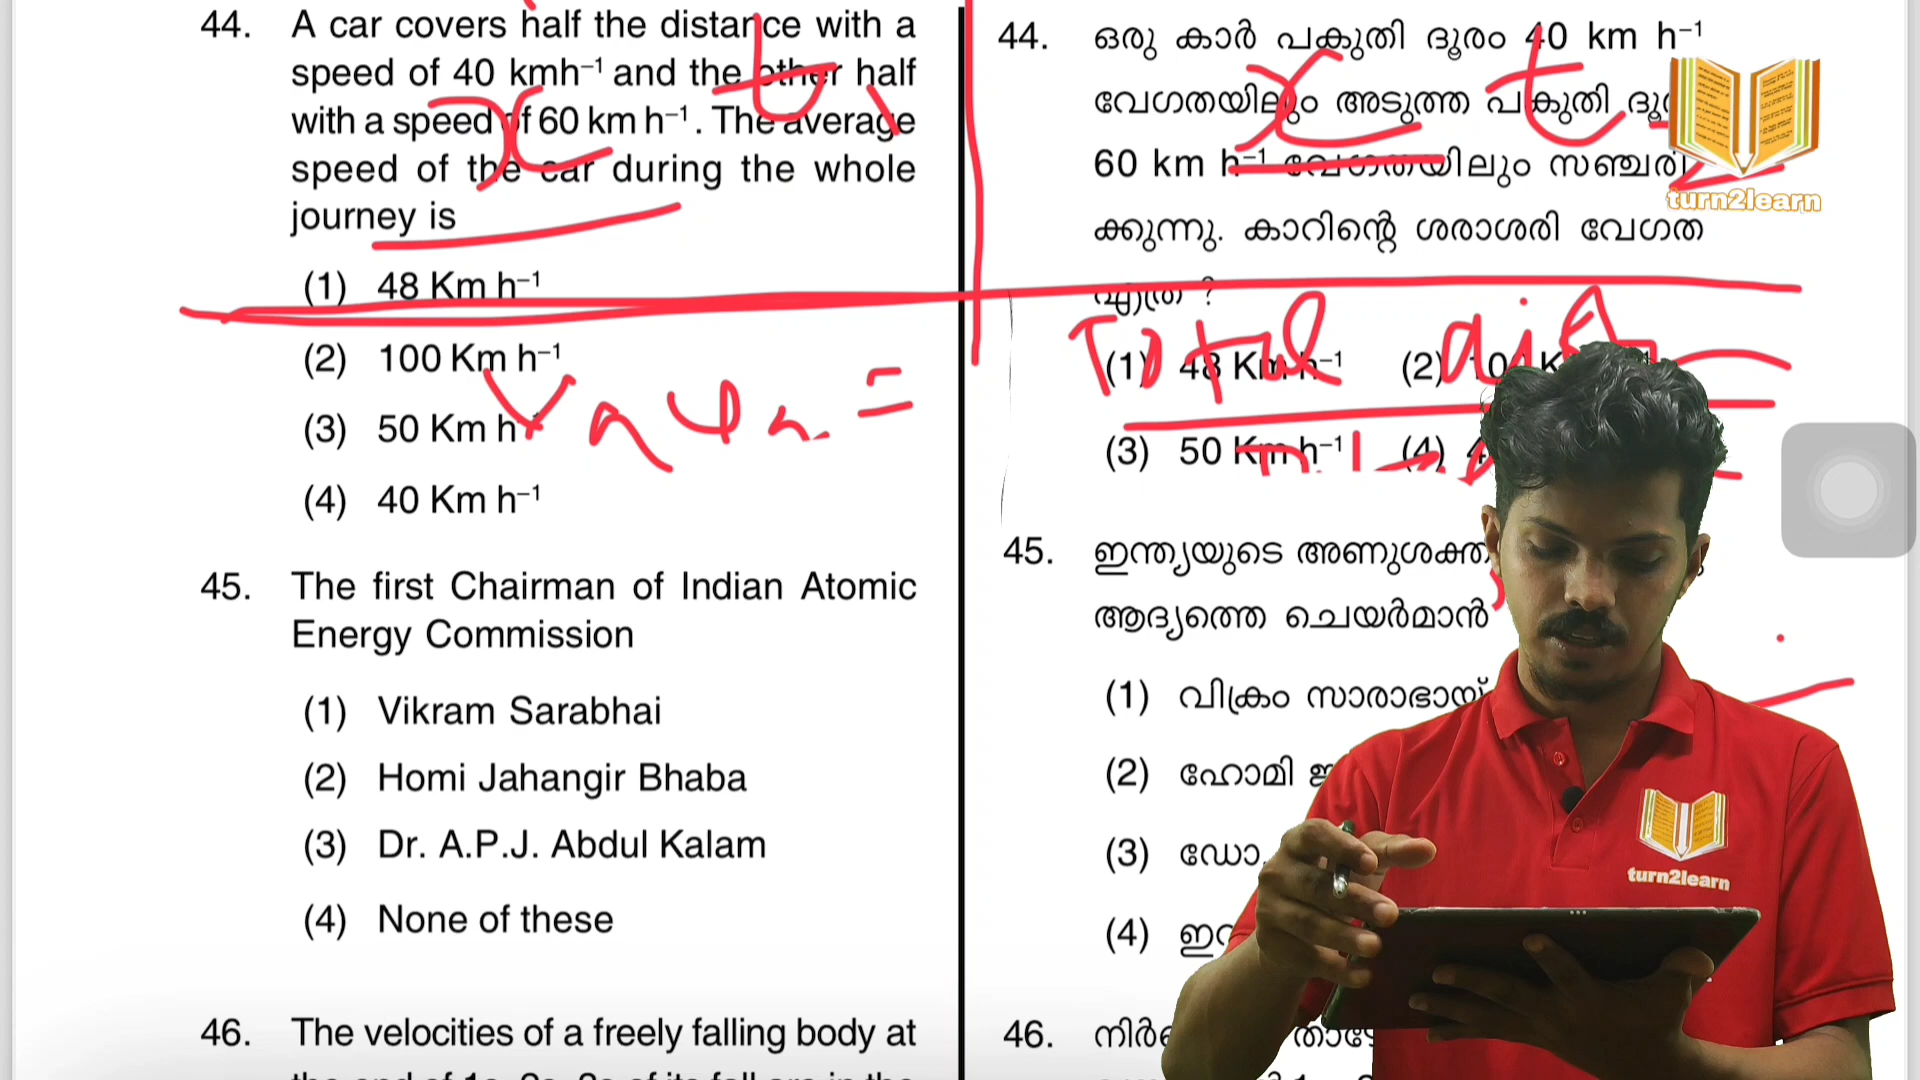 44. A car covers half the distance with a
speed of 40 kmh⁻¹ and the other half
with a speed of 60 km h⁻¹. The average
speed of the car during the whole
journey is
(1) 48 Km h⁻¹
(2) 100 Km h⁻¹
(3) 50 Km h
(4) 40 Km h⁻¹
45. The first Chairman of Indian Atomic
Energy Commission
(1) Vikram Sarabhai
(2) Homi Jahangir Bhaba
(3) Dr. A.P.J. Abdul Kalam
(4) None of these
46. The velocities of a freely falling body at
44. ഒരു കാർ പകുതി ദൂരം 40 km h⁻¹
വേഗതയിലും അടുത്ത പകുതി
60 km h⁻¹ വേഗതയിലും സഞ്ചരി
ക്കുന്നു. കാറിന്റെ ശരാശരി വേഗത
എത്ര ?
(1) 48 Km h⁻¹ (2)
(3) 50 Km h⁻¹ (4)
45. ഇന്ത്യയുടെ
ആദ്യത്തെ ചെയർമാൻ
(1) വിക്രം സാരാഭായ്
(2) ഹോമി
(3) ഡോ.
(4)
46.
x t
x t
Total
=
turn2learn
turn2learn